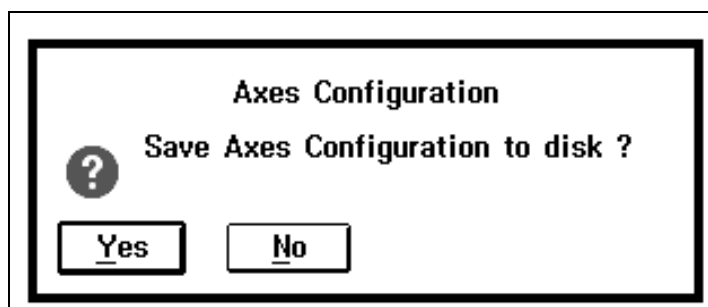 Axes Configuration
Save Axes Configuration to disk ?
?
Yes No